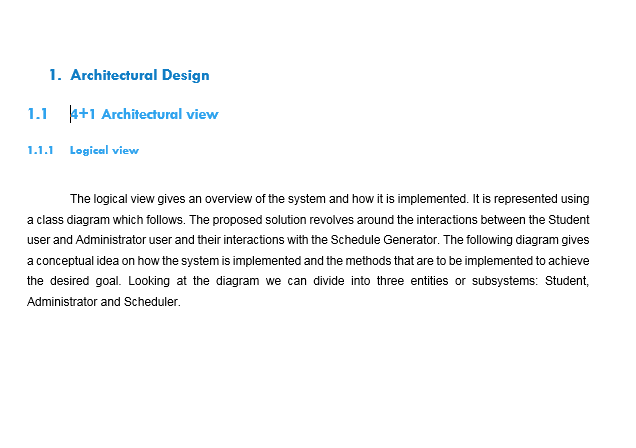 1. Architectural Design
1.1 4+1 Architectural view
1.1.1 Logical view
The logical view gives an overview of the system and how it is implemented. It is represented using
a class diagram which follows. The proposed solution revolves around the interactions between the Student
user and Administrator user and their interactions with the Schedule Generator. The following diagram gives
a conceptual idea on how the system is implemented and the methods that are to be implemented to achieve
the desired goal. Looking at the diagram we can divide into three entities or subsystems: Student,
Administrator and Scheduler.